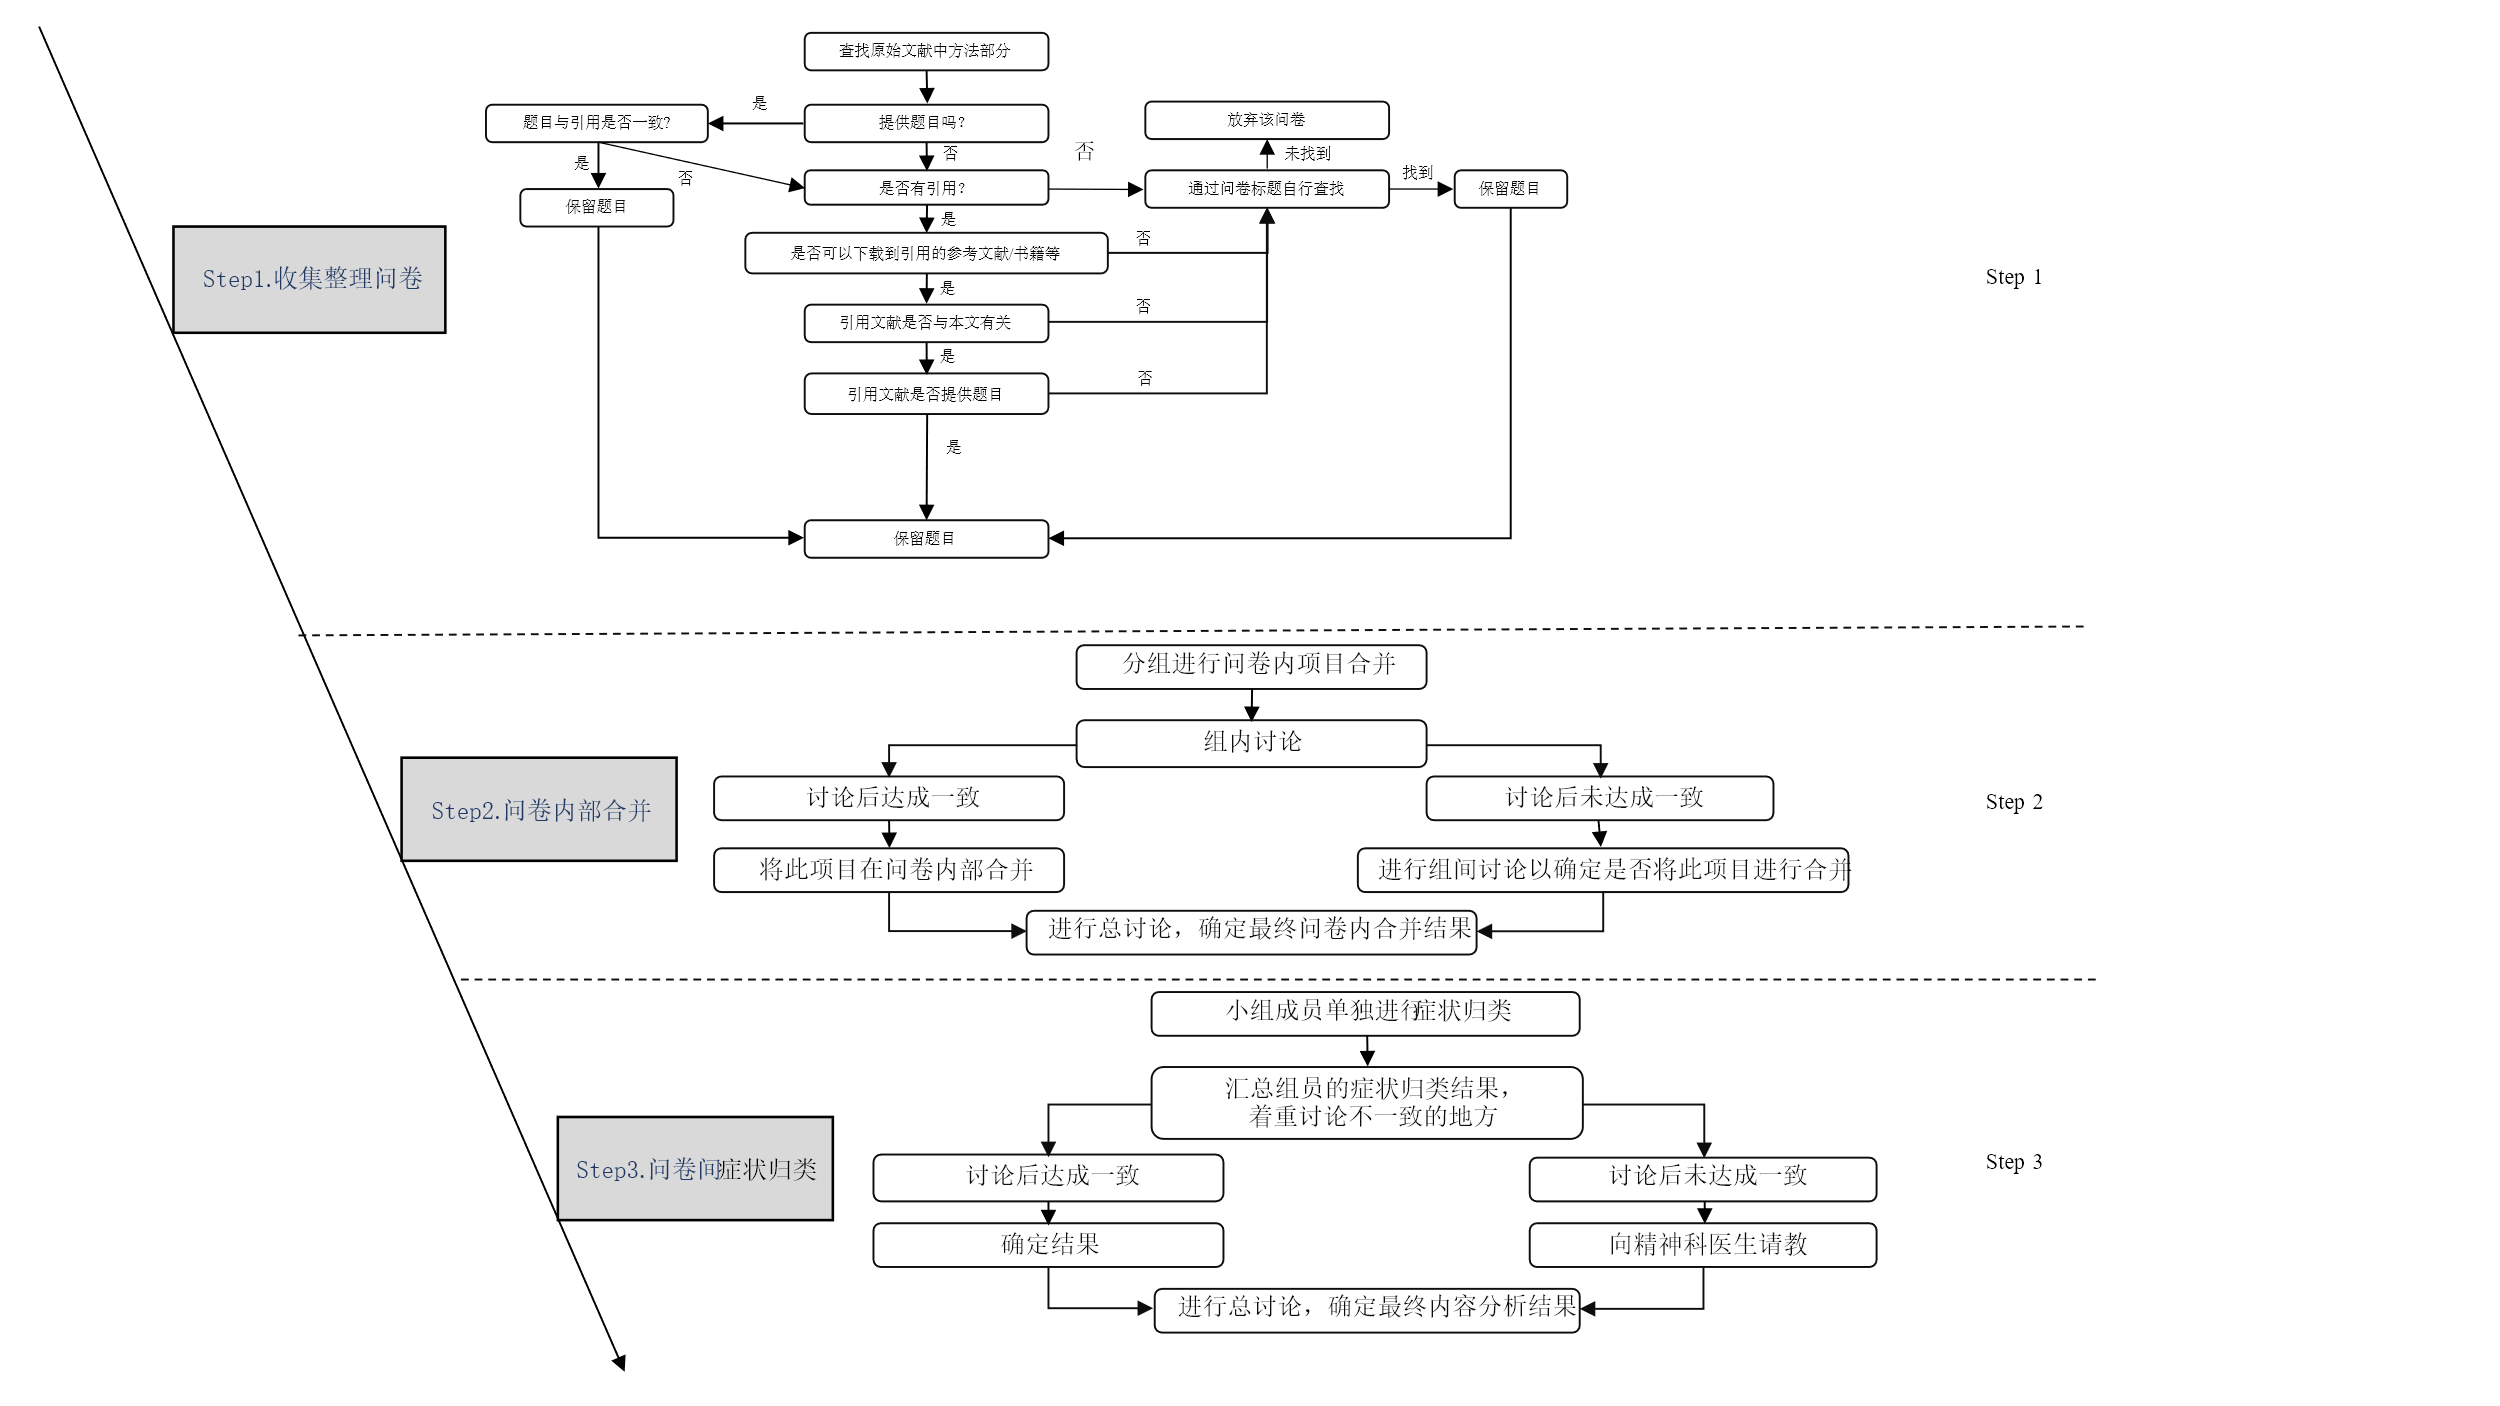 查找原始文献中方法部分
是
题目与引用是否一致?
提供题目吗?
放弃该问卷
是
否
否
否
未找到
保留题目
是否有引用?
通过问卷标题自行查找
找到
保留题目
是
是否可以下载到引用的参考文献/书籍等
否
Step1.收集整理问卷
Step 1
是
引用文献是否与本文有关
否
是
引用文献是否提供题目
否
是
保留题目
分组进行问卷内项目合并
组内讨论
讨论后达成一致
讨论后未达成一致
Step2.问卷内部合并
Step 2
将此项目在问卷内部合并
进行组间讨论以确定是否将此项目进行合并
进行总讨论，确定最终问卷内合并结果
小组成员单独进行症状归类
汇总组员的症状归类结果，
着重讨论不一致的地方
Step3.问卷间症状归类
讨论后达成一致
讨论后未达成一致
Step 3
确定结果
向精神科医生请教
进行总讨论，确定最终内容分析结果